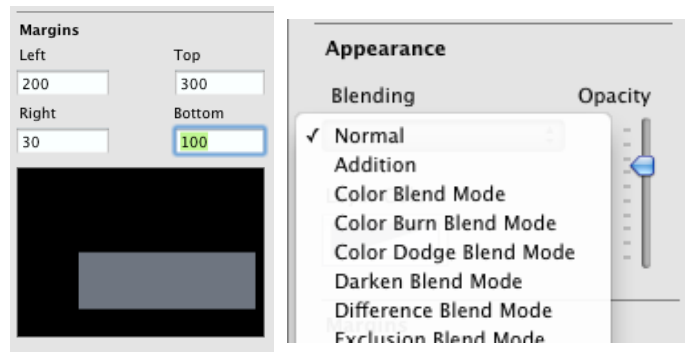 Margins
Left Top
200 300
Right Bottom
30 100
Appearance
Blending Opacity
✓ Normal
Addition
Color Blend Mode
Color Burn Blend Mode
Color Dodge Blend Mode
Darken Blend Mode
Difference Blend Mode
Exclusion Blend Mode